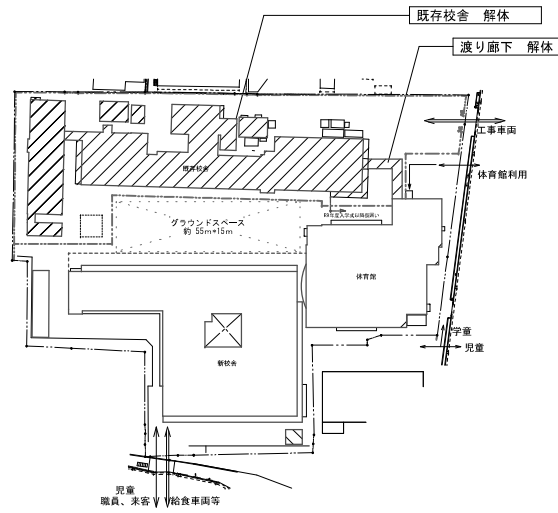 既存校舎 解体
渡り廊下 解体
工事車両
既存校舎
体育館利用
グラウンドスペース
約 55m*15m
体育館
学童
児童
新校舎
児童
職員、来客
給食車両等